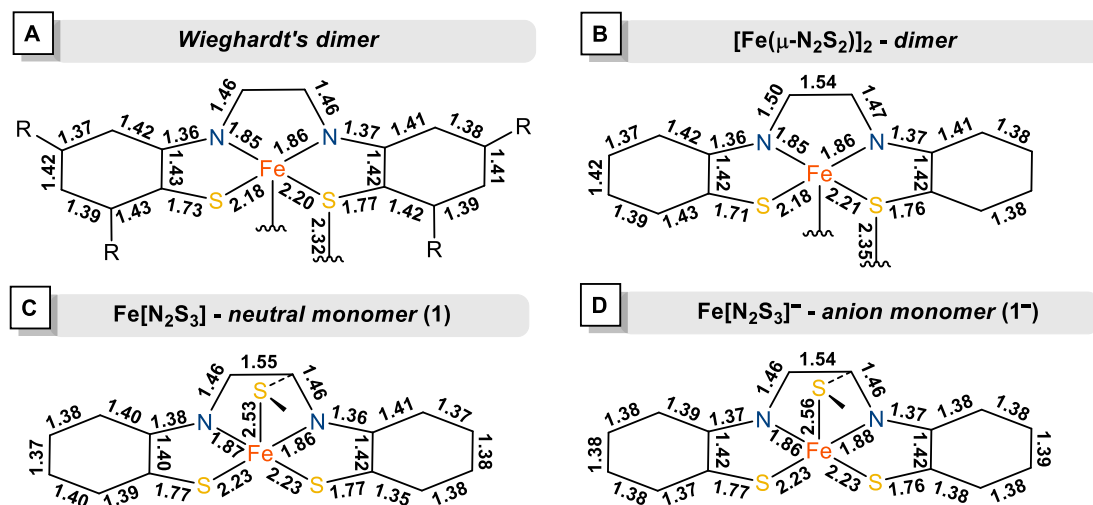 A
Wieghardt's dimer
1.46
1.46
R
1.37
1.42
1.36
N
1.85
1.86
N
1.37
1.41
1.38
R
1.42
1.43
Fe
1.42
1.41
1.39
1.43
1.73
S
2.18
2.20
S
1.77
1.42
1.39
R
2.32
R
B
[Fe(μ-N₂S₂)]₂ - dimer
1.54
1.50
1.47
1.37
1.42
1.36
N
1.85
1.86
N
1.37
1.41
1.38
1.42
1.42
Fe
1.42
1.39
1.43
1.71
S
2.18
2.21
S
1.76
1.38
2.35
C
Fe[N₂S₃] - neutral monomer (1)
1.55
1.46
1.46
S
1.38
1.40
1.38
N
2.53
N
1.36
1.41
1.37
1.37
1.40
1.87
1.86
Fe
1.42
1.38
1.40
1.39
1.77
S
2.23
2.23
S
1.77
1.35
1.38
D
Fe[N₂S₃]⁻ - anion monomer (1⁻)
1.54
1.46
1.46
S
1.38
1.39
1.37
N
2.56
N
1.37
1.38
1.38
1.38
1.42
1.86
1.88
Fe
1.42
1.39
1.38
1.37
1.77
S
2.23
2.23
S
1.76
1.38
1.38